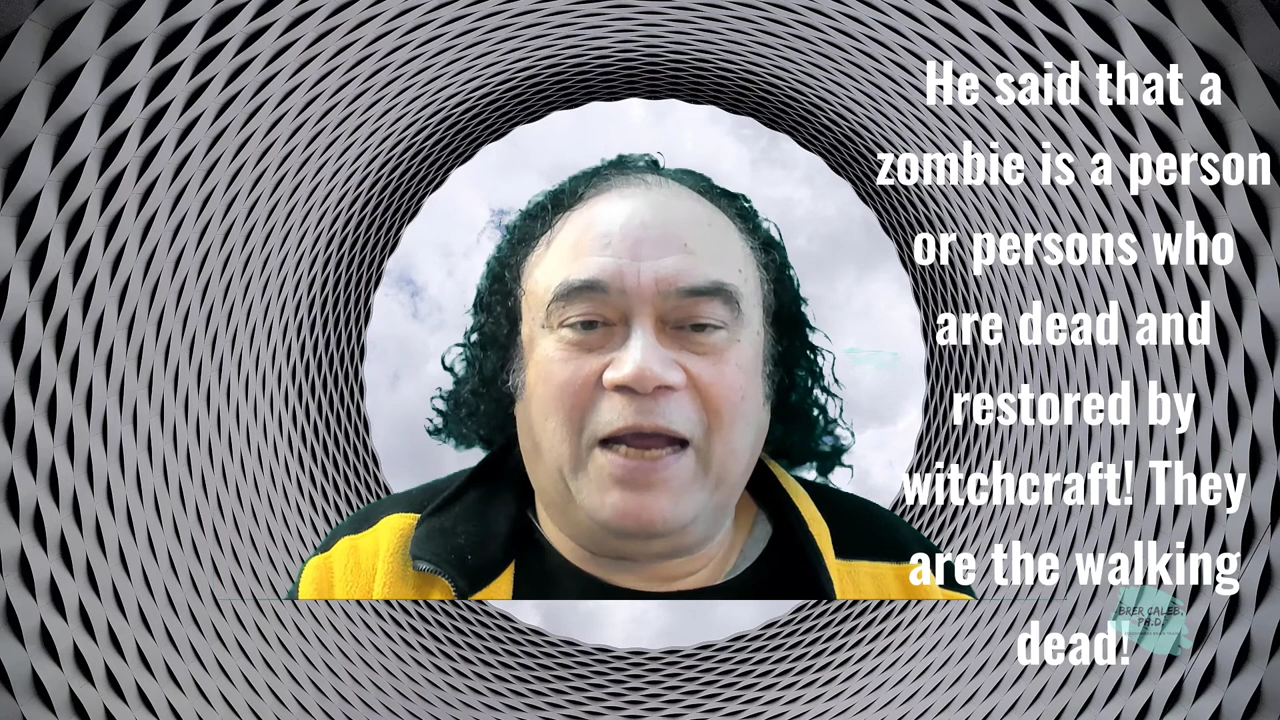 He said that a
zombie is a person
or persons who
are dead and
restored by
witchcraft! They
are the walking
dead!
BRER CALEB,
PH.D.